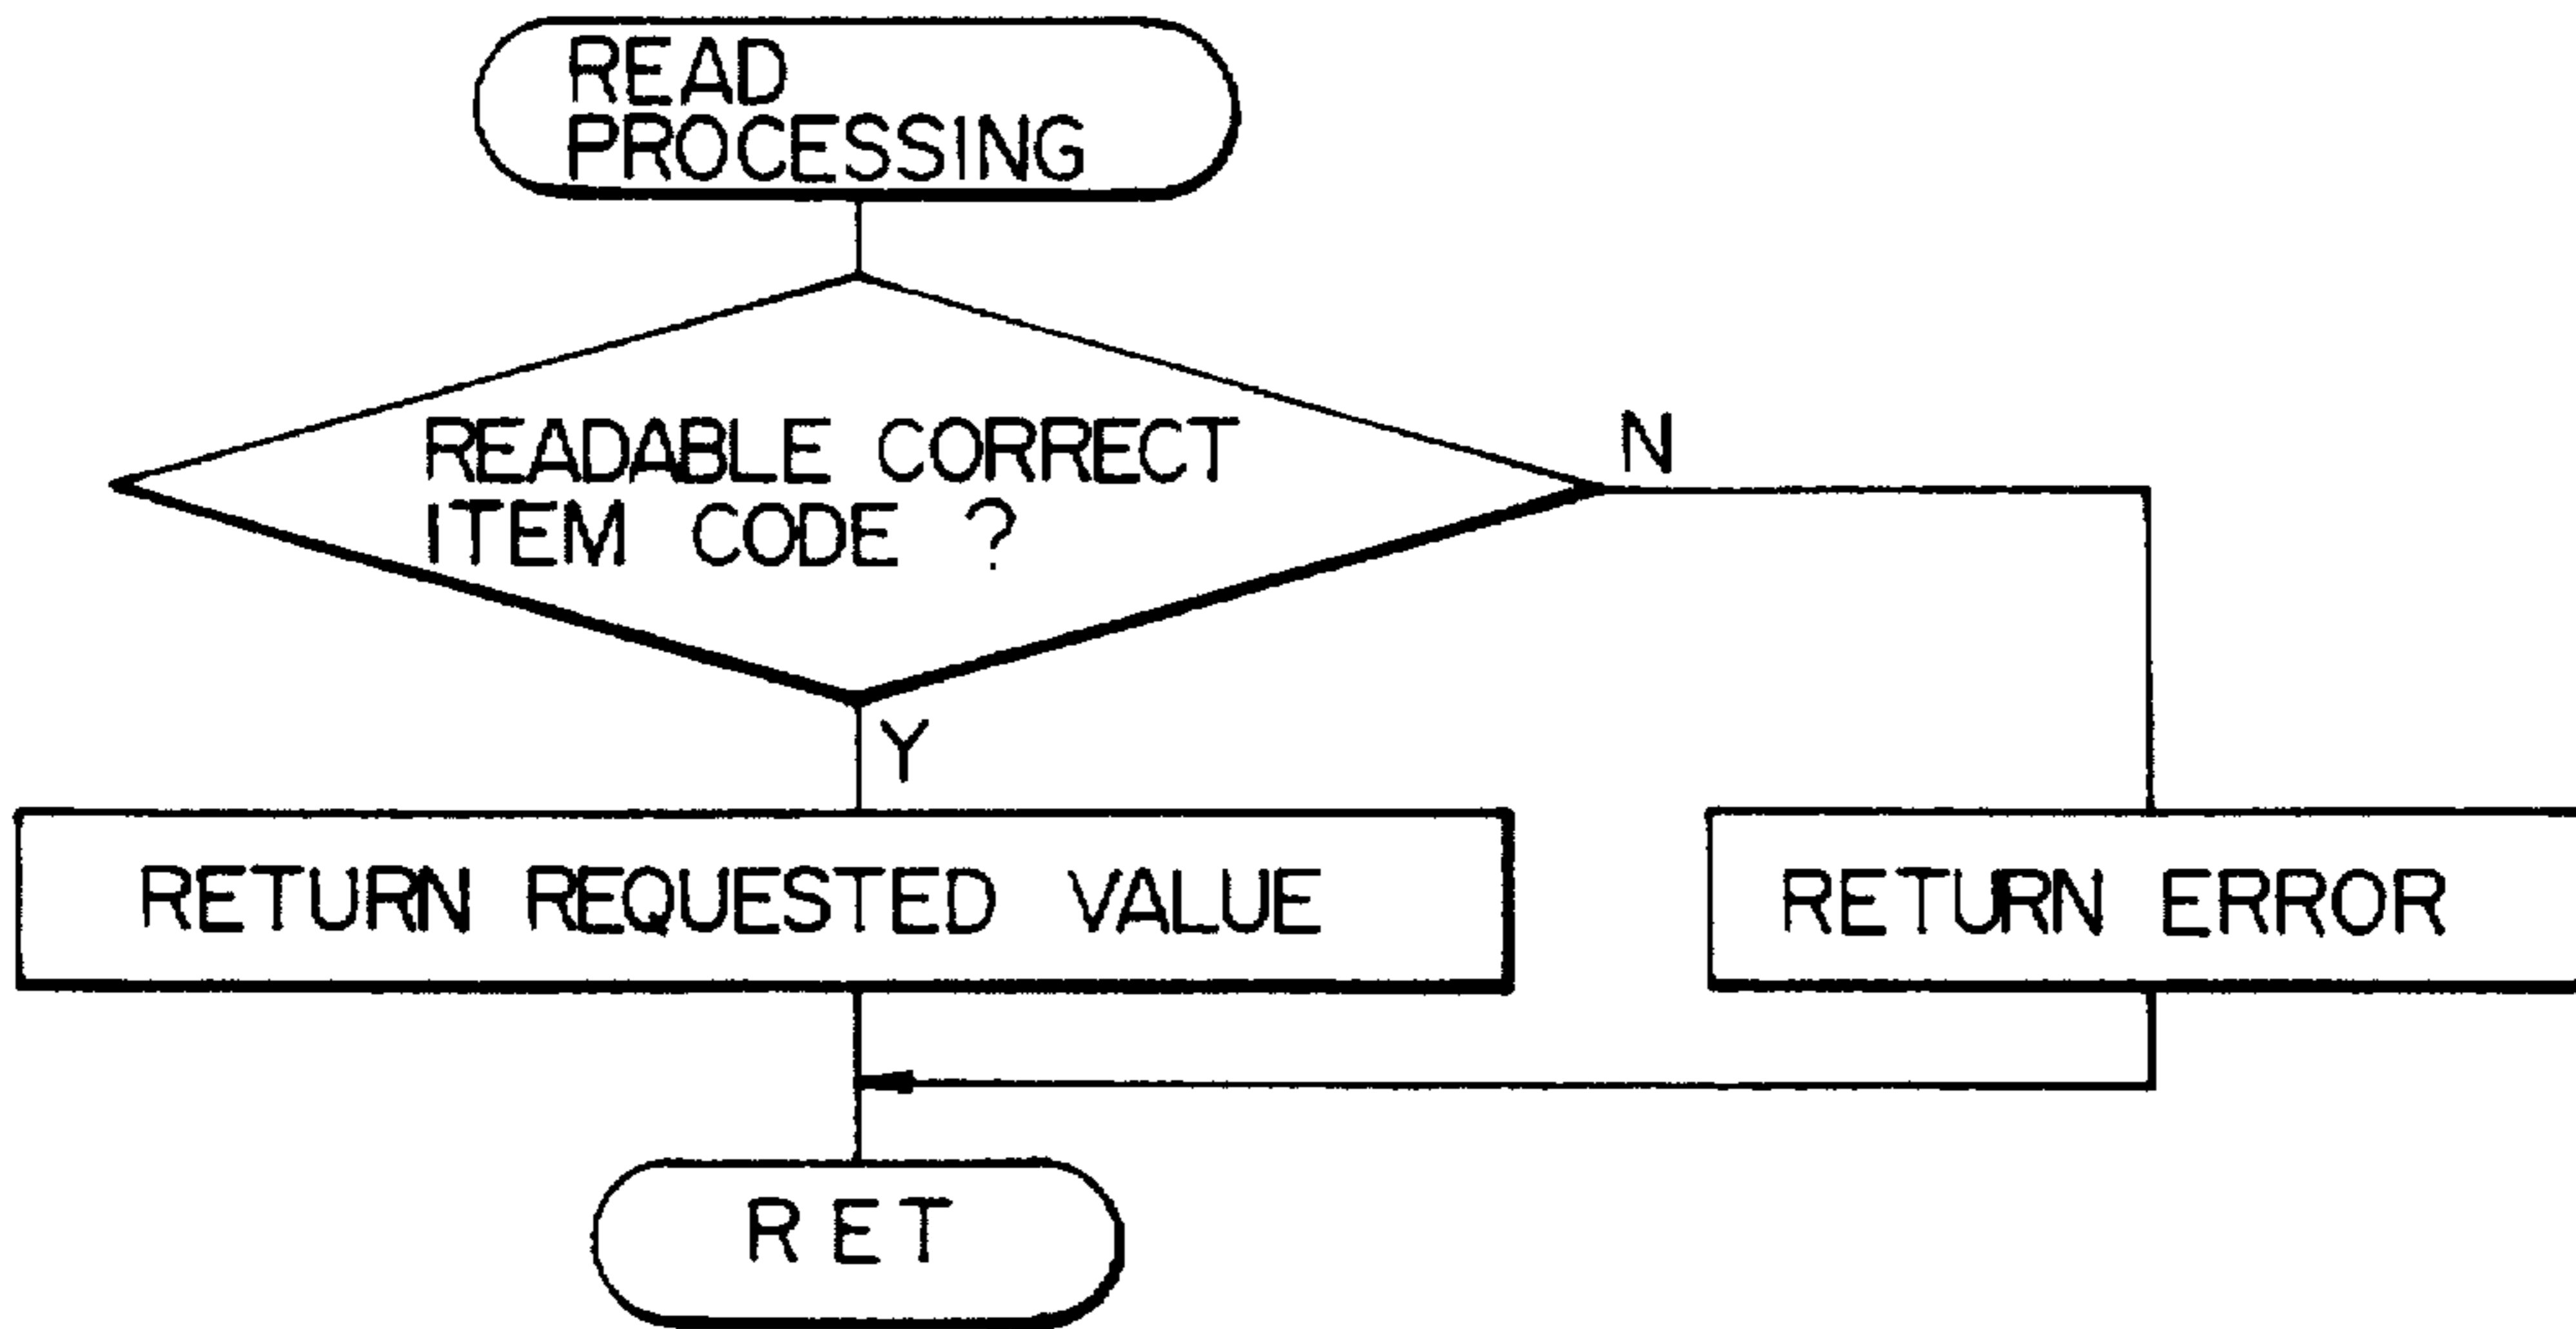 READ
PROCESSING
READABLE CORRECT
ITEM CODE ?
N
Y
RETURN REQUESTED VALUE
RETURN ERROR
RET